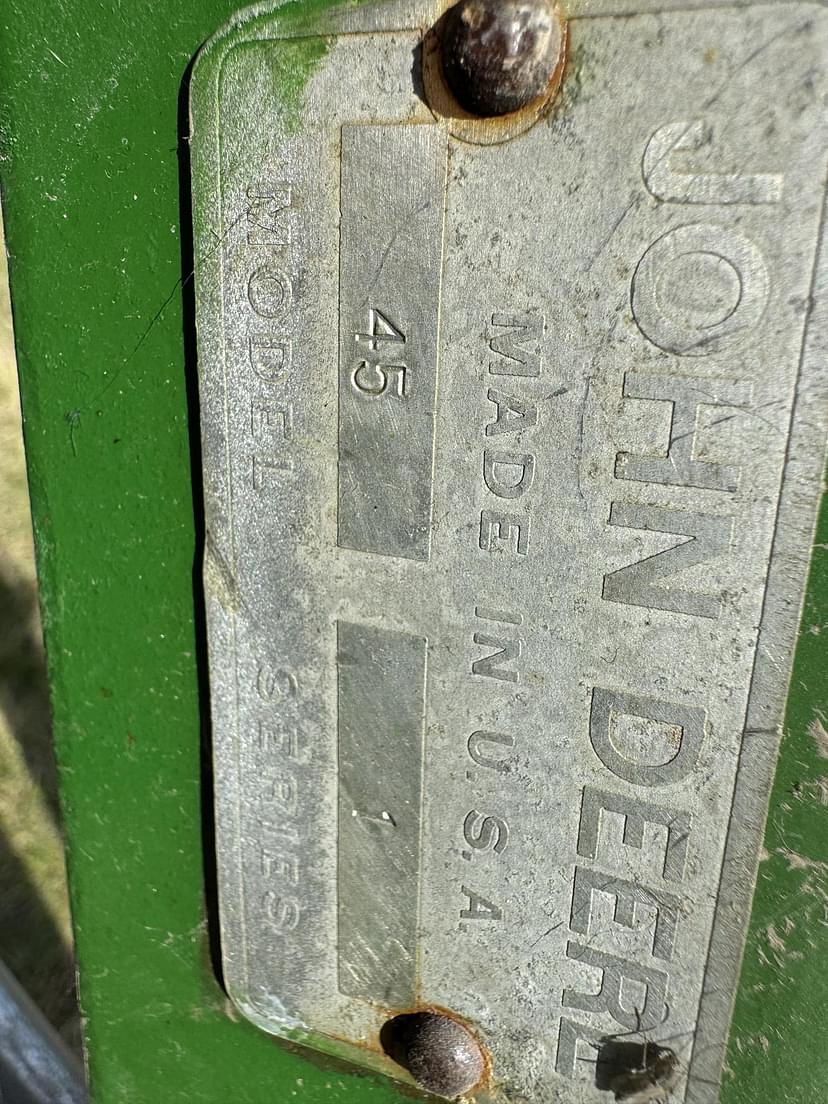 JOHN DEERE
MADE IN U.S.A.
45 1
MODEL SERIES